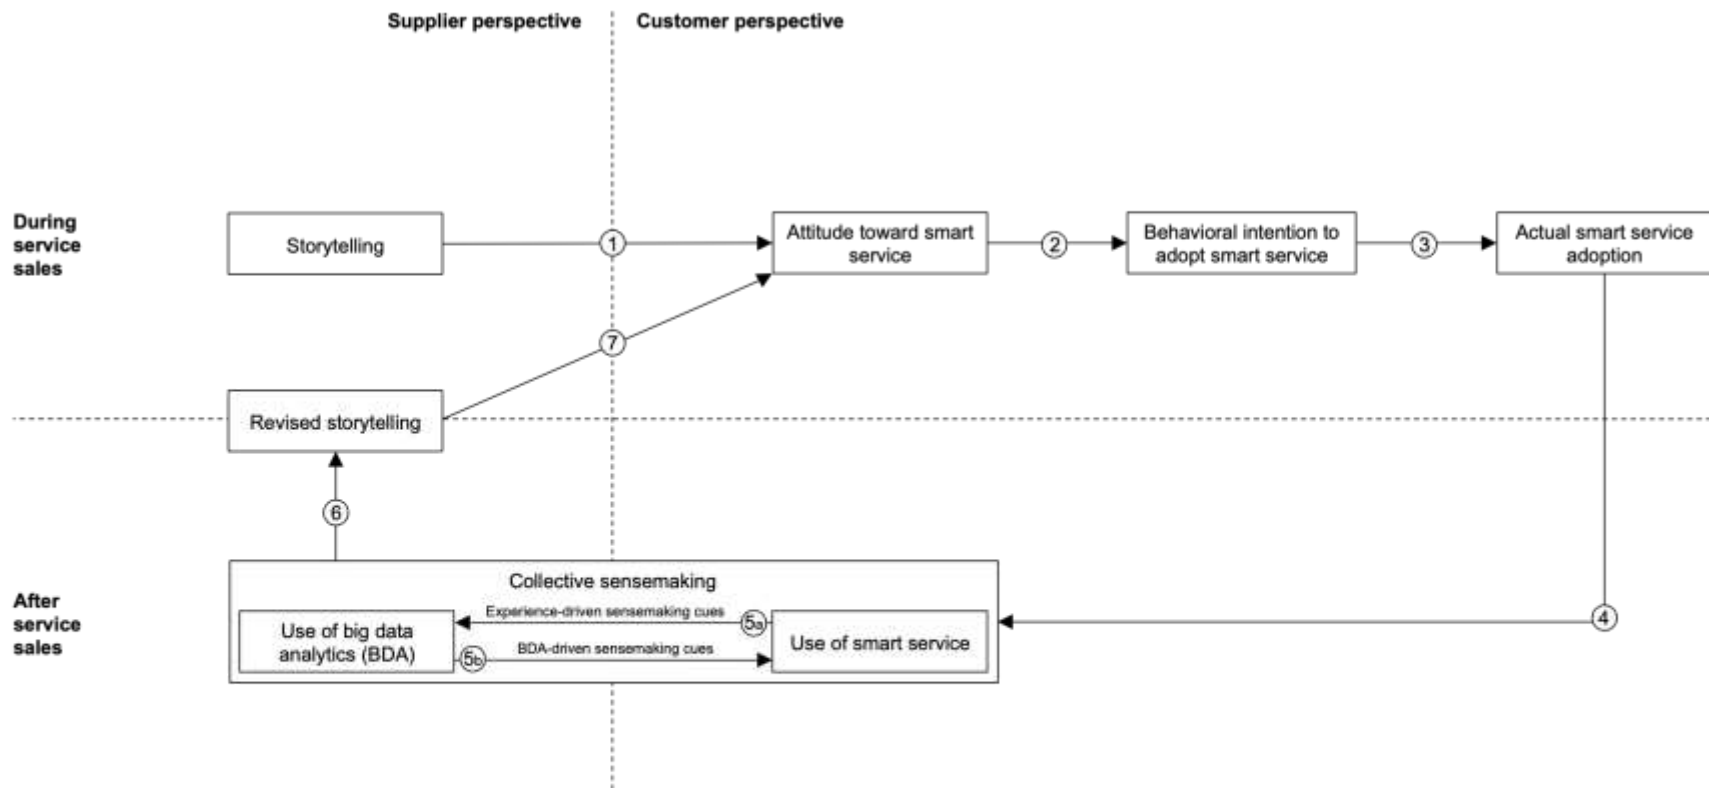 Supplier perspective
Customer perspective
During
service
sales
Storytelling
1
Attitude toward smart
service
2
Behavioral intention to
adopt smart service
3
Actual smart service
adoption
7
Revised storytelling
6
Collective sensemaking
After
service
sales
Use of big data
analytics (BDA)
Experience-driven sensemaking cues
5a
5b
BDA-driven sensemaking cues
Use of smart service
4